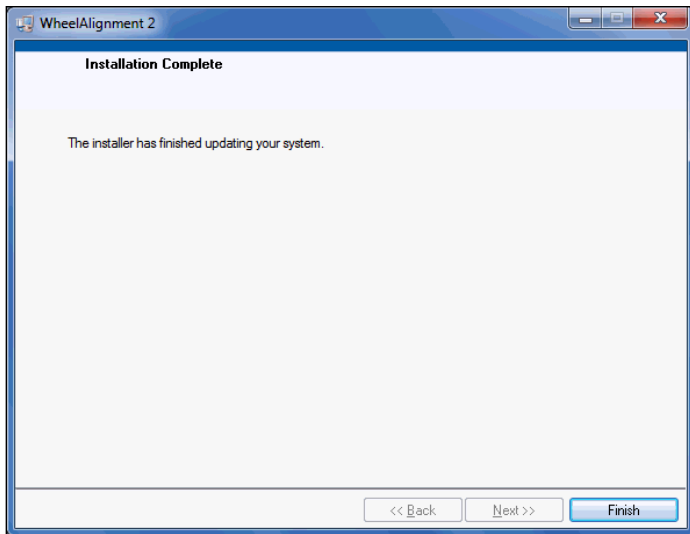 WheelAlignment 2
Installation Complete
The installer has finished updating your system.
<< Back
Next >>
Finish